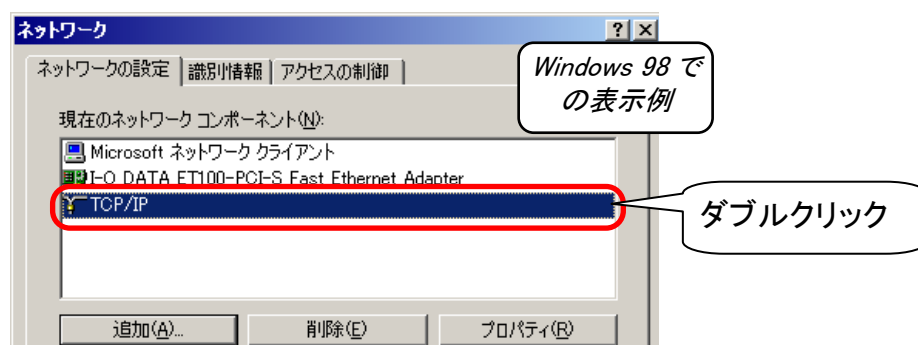 ネットワーク
ネットワークの設定 識別情報 アクセスの制御
Windows 98 で
の表示例
現在のネットワーク コンポーネント(N):
Microsoft ネットワーク クライアント
I-O DATA ET100-PCI-S Fast Ethernet Adapter
TCP/IP
ダブルクリック
追加(A)... 削除(E) プロパティ(R)